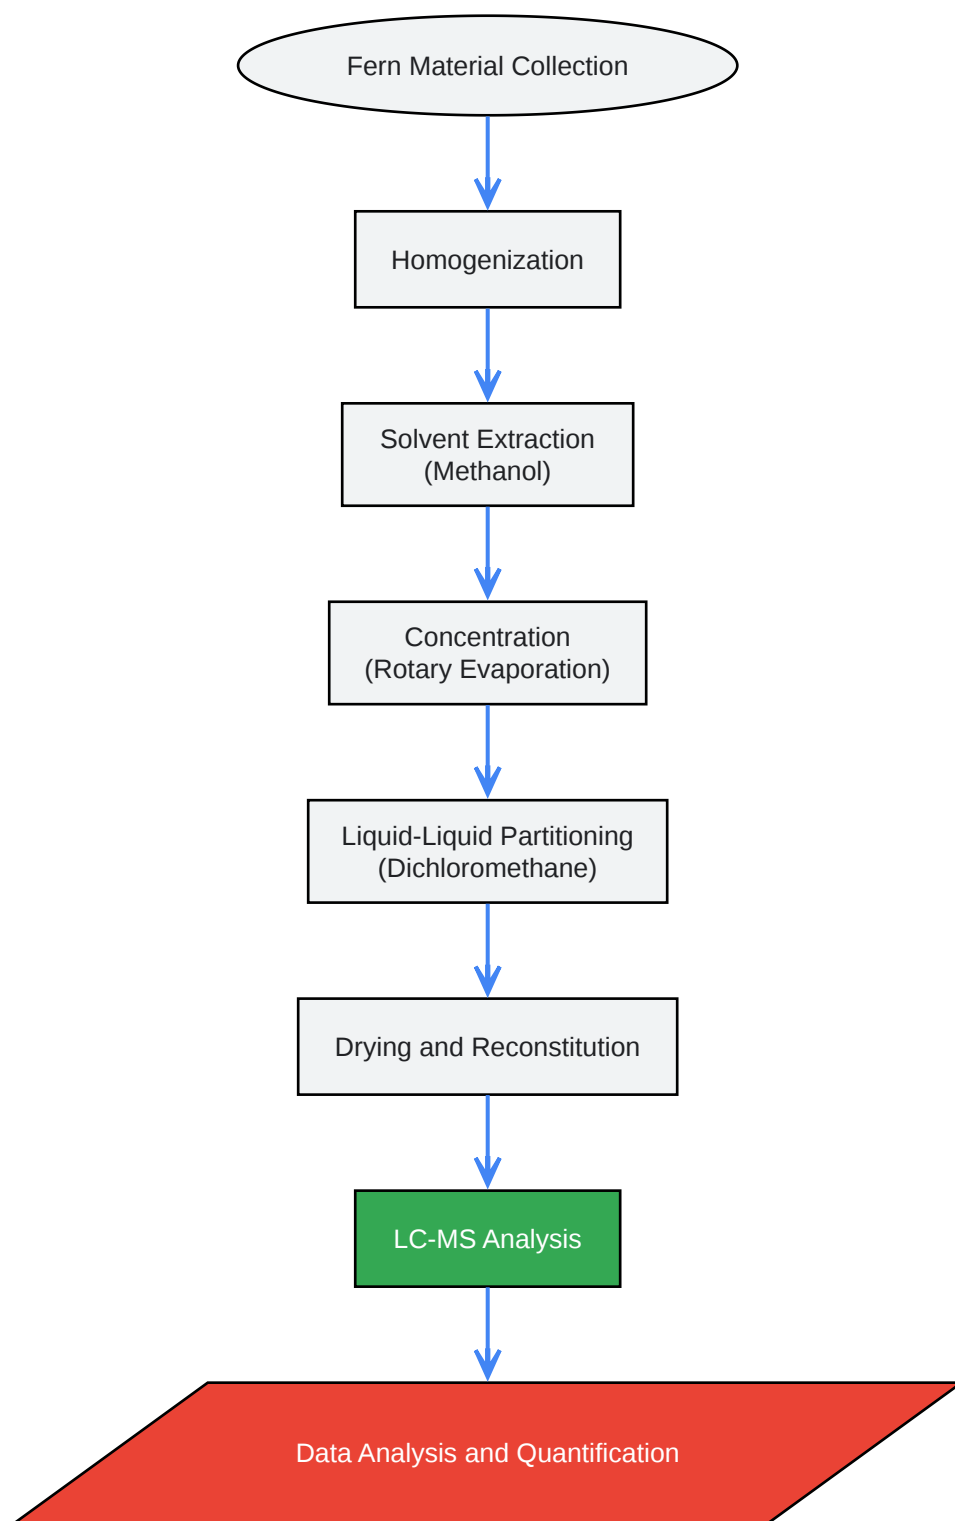 Fern Material Collection
Homogenization
Solvent Extraction
(Methanol)
Concentration
(Rotary Evaporation)
Liquid-Liquid Partitioning
(Dichloromethane)
Drying and Reconstitution
LC-MS Analysis
Data Analysis and Quantification